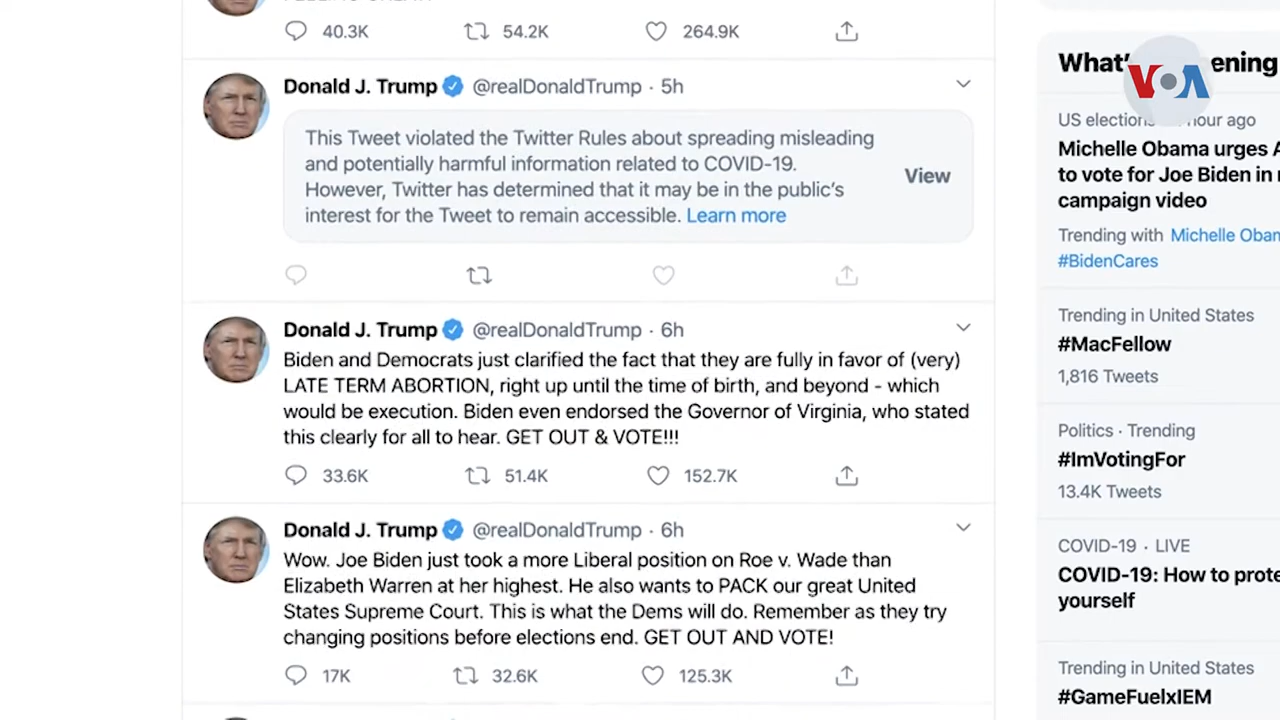 40.3K 54.2K 264.9K
Donald J. Trump @realDonaldTrump · 5h
This Tweet violated the Twitter Rules about spreading misleading
and potentially harmful information related to COVID-19.
However, Twitter has determined that it may be in the public's
interest for the Tweet to remain accessible. Learn more
View
Donald J. Trump @realDonaldTrump · 6h
Biden and Democrats just clarified the fact that they are fully in favor of (very)
LATE TERM ABORTION, right up until the time of birth, and beyond - which
would be execution. Biden even endorsed the Governor of Virginia, who stated
this clearly for all to hear. GET OUT & VOTE!!!
33.6K 51.4K 152.7K
Donald J. Trump @realDonaldTrump · 6h
Wow. Joe Biden just took a more Liberal position on Roe v. Wade than
Elizabeth Warren at her highest. He also wants to PACK our great United
States Supreme Court. This is what the Dems will do. Remember as they try
changing positions before elections end. GET OUT AND VOTE!
17K 32.6K 125.3K
What' ening
VOA
US elections hour ago
Michelle Obama urges A
to vote for Joe Biden in
campaign video
Trending with Michelle Obam
#BidenCares
Trending in United States
#MacFellow
1,816 Tweets
Politics · Trending
#ImVotingFor
13.4K Tweets
COVID-19 · LIVE
COVID-19: How to prote
yourself
Trending in United States
#GameFuelxIEM